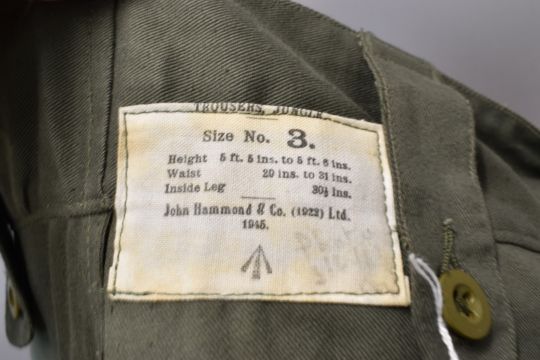 TROUSERS, JUNGLE
Size No. 3.
Height 5 ft. 5 ins. to 5 ft. 6 ins.
Waist 29 ins. to 31 ins.
Inside Leg 30½ ins.
John Hammond & Co. (1922) Ltd.
1945.